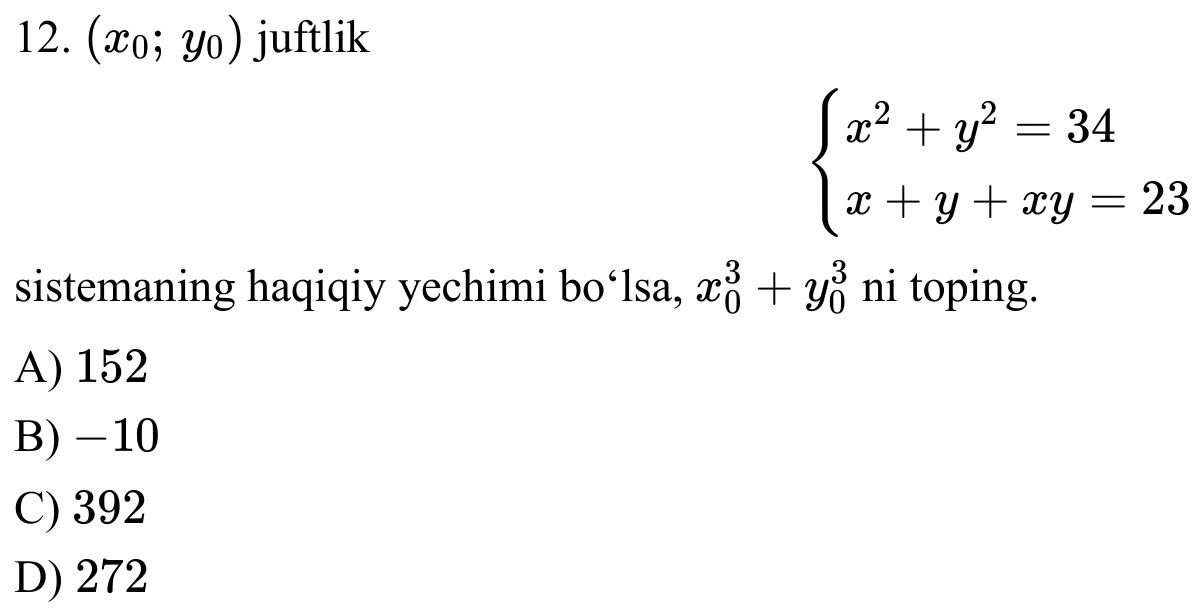 12. (x₀; y₀) juftlik
{x² + y² = 34
x + y + xy = 23
sistemaning haqiqiy yechimi bo‘lsa, x₀³ + y₀³ ni toping.
A) 152
B) −10
C) 392
D) 272